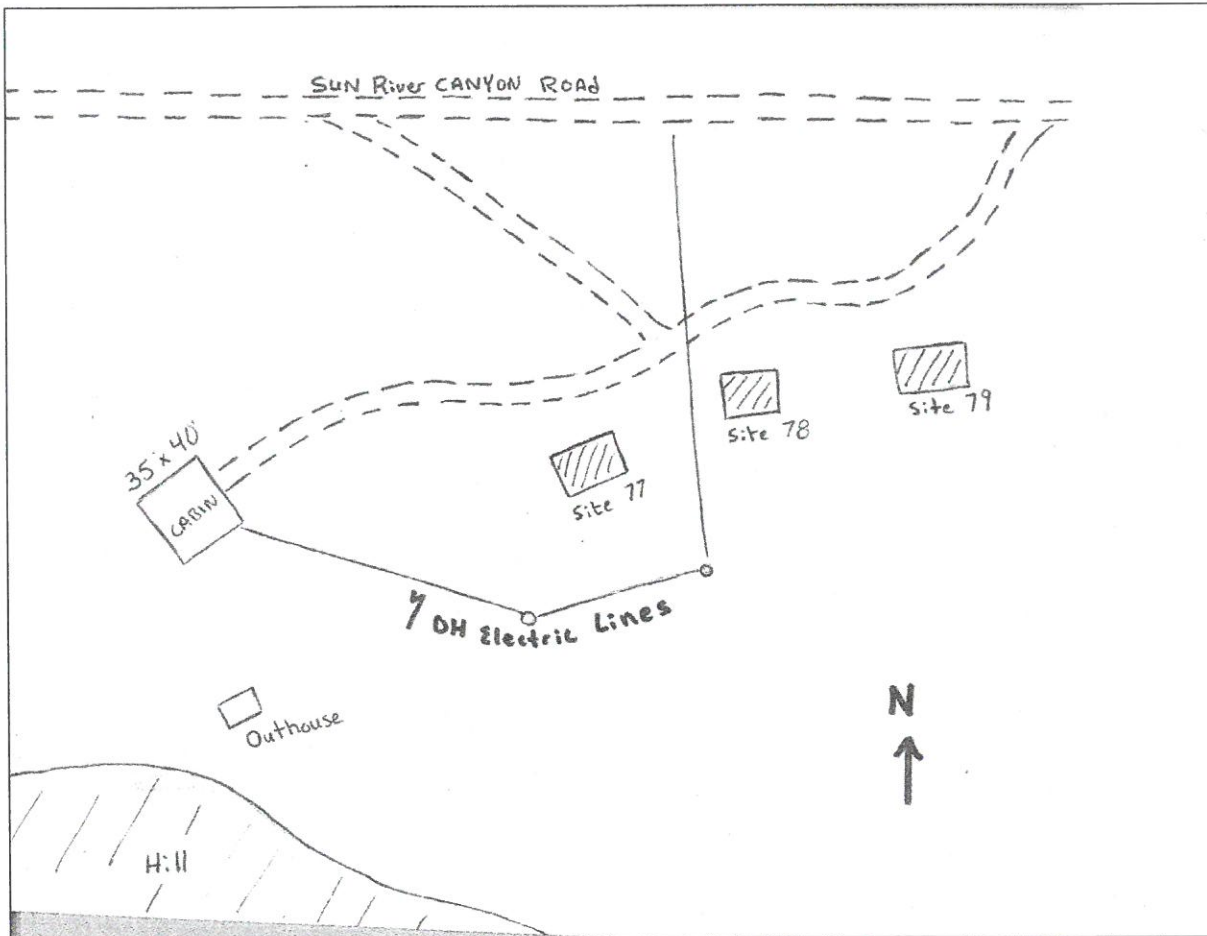 SUN River CANYON ROAD
Site 79
Site 78
35' x 40'
Site 77
CABIN
OH Electric Lines
N
Outhouse
Hill